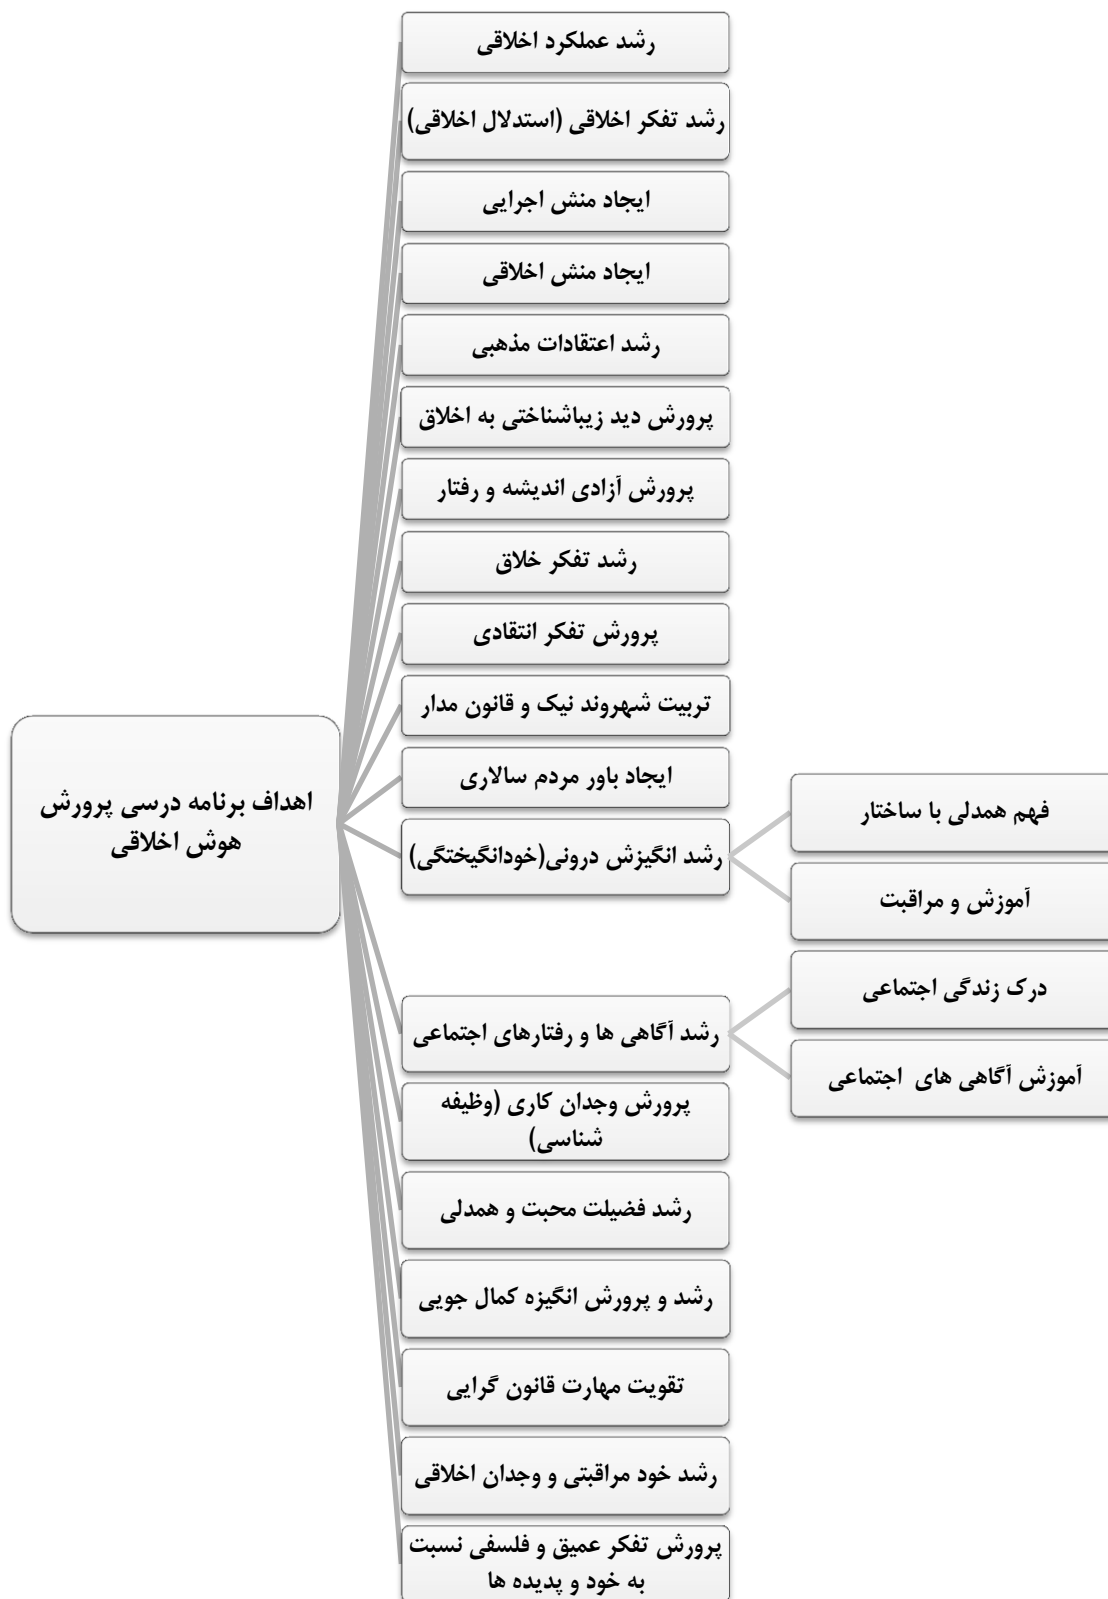 رشد عملکرد اخلاقی
رشد تفکر اخلاقی (استدلال اخلاقی)
ایجاد منش اجرایی
ایجاد منش اخلاقی
رشد اعتقادات مذهبی
پرورش دید زیباشناختی به اخلاق
پرورش آزادی اندیشه و رفتار
رشد تفکر خلاق
پرورش تفکر انتقادی
تربیت شهروند نیک و قانون مدار
ایجاد باور مردم سالاری
اهداف برنامه درسی پرورش
هوش اخلاقی
رشد انگیزش درونی(خودانگیختگی)
فهم همدلی با ساختار
آموزش و مراقبت
رشد آگاهی ها و رفتارهای اجتماعی
درک زندگی اجتماعی
آموزش آگاهی های اجتماعی
پرورش وجدان کاری (وظیفه
شناسی)
رشد فضیلت محبت و همدلی
رشد و پرورش انگیزه کمال جویی
تقویت مهارت قانون گرایی
رشد خود مراقبتی و وجدان اخلاقی
پرورش تفکر عمیق و فلسفی نسبت
به خود و پدیده ها